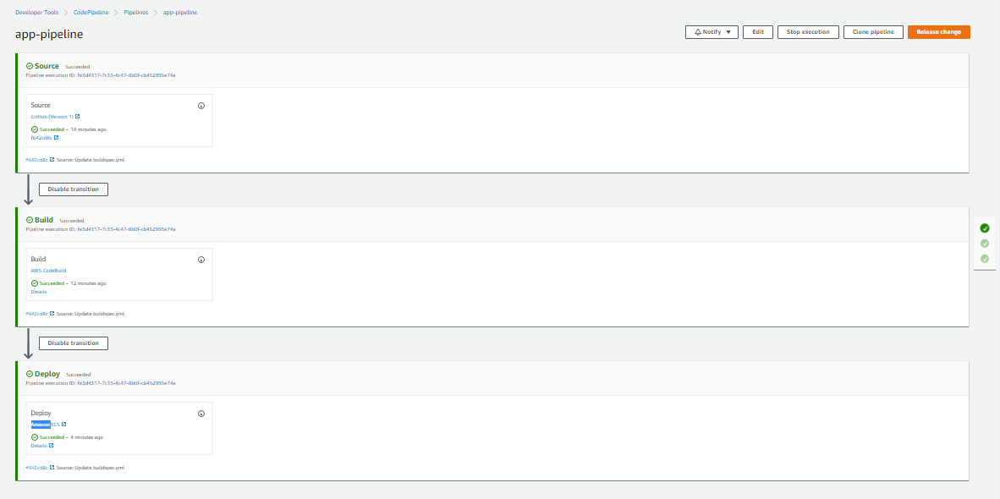 Developer Tools > CodePipeline > Pipelines > app-pipeline
app-pipeline
Notify ▼ Edit Stop execution Clone pipeline Release change
Source Succeeded
Pipeline execution ID: fe3d4317-7c35-4c47-8b0f-cb452995e74a
Source
GitHub (Version 1)
Succeeded - 14 minutes ago
f642cd8c
f642cd8c Source: Update buildspec.yml
Disable transition
Build Succeeded
Pipeline execution ID: fe3d4317-7c35-4c47-8b0f-cb452995e74a
Build
AWS CodeBuild
Succeeded - 12 minutes ago
Details
f642cd8c Source: Update buildspec.yml
Disable transition
Deploy Succeeded
Pipeline execution ID: fe3d4317-7c35-4c47-8b0f-cb452995e74a
Deploy
Amazon ECS
Succeeded - 4 minutes ago
Details
f642cd8c Source: Update buildspec.yml